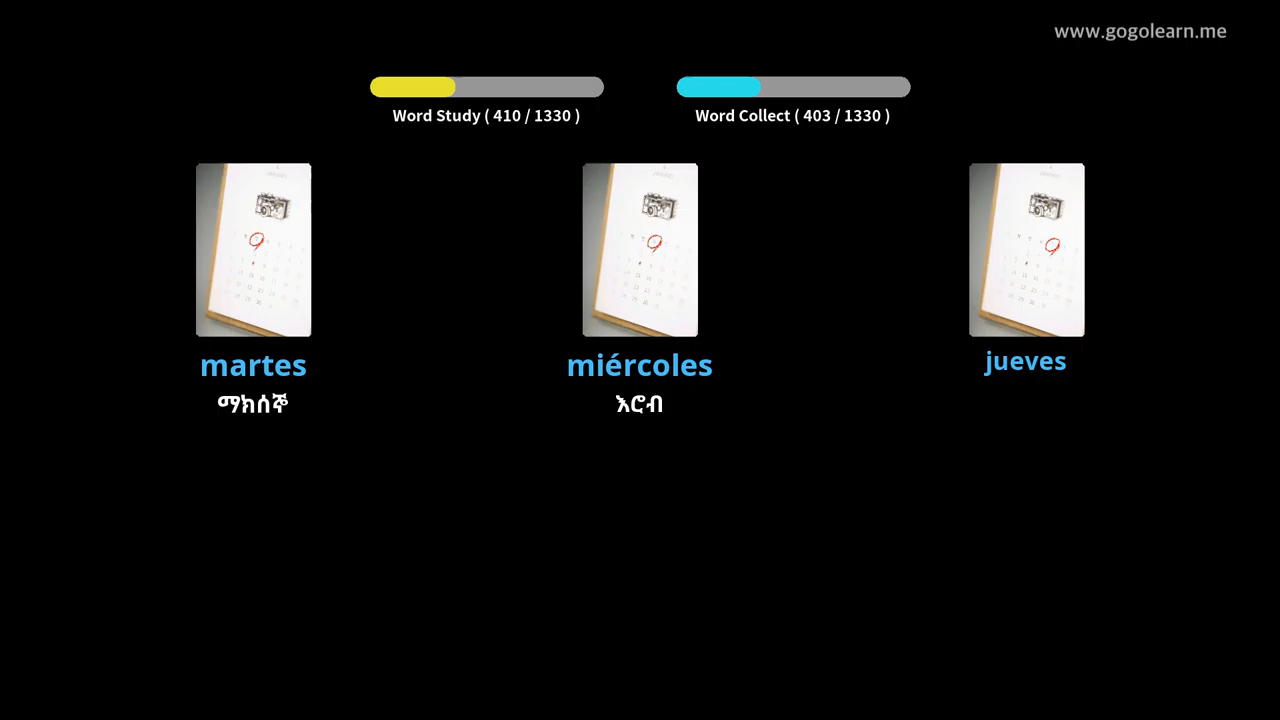 www.gogolearn.me
Word Study ( 410 / 1330 )
Word Collect ( 403 / 1330 )
martes
miércoles
jueves
ማክሰኞ
እሮብ